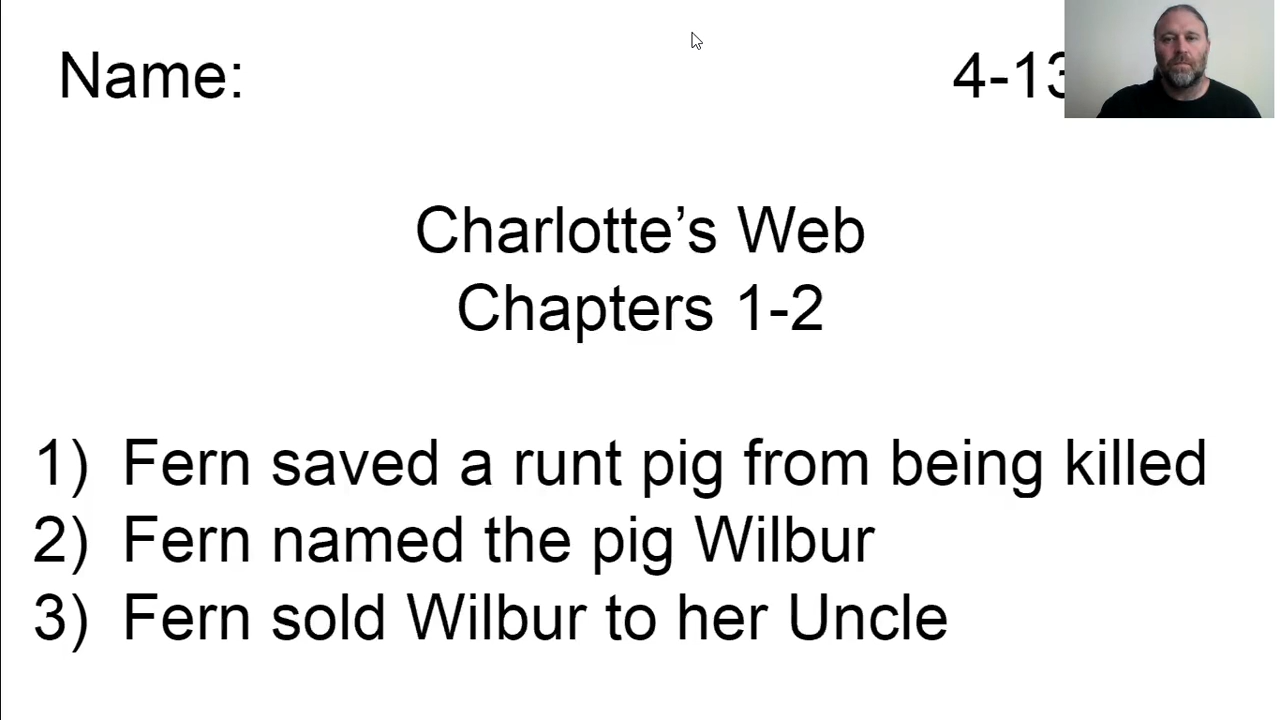 Name: 4-13
Charlotte’s Web
Chapters 1-2
1) Fern saved a runt pig from being killed
2) Fern named the pig Wilbur
3) Fern sold Wilbur to her Uncle